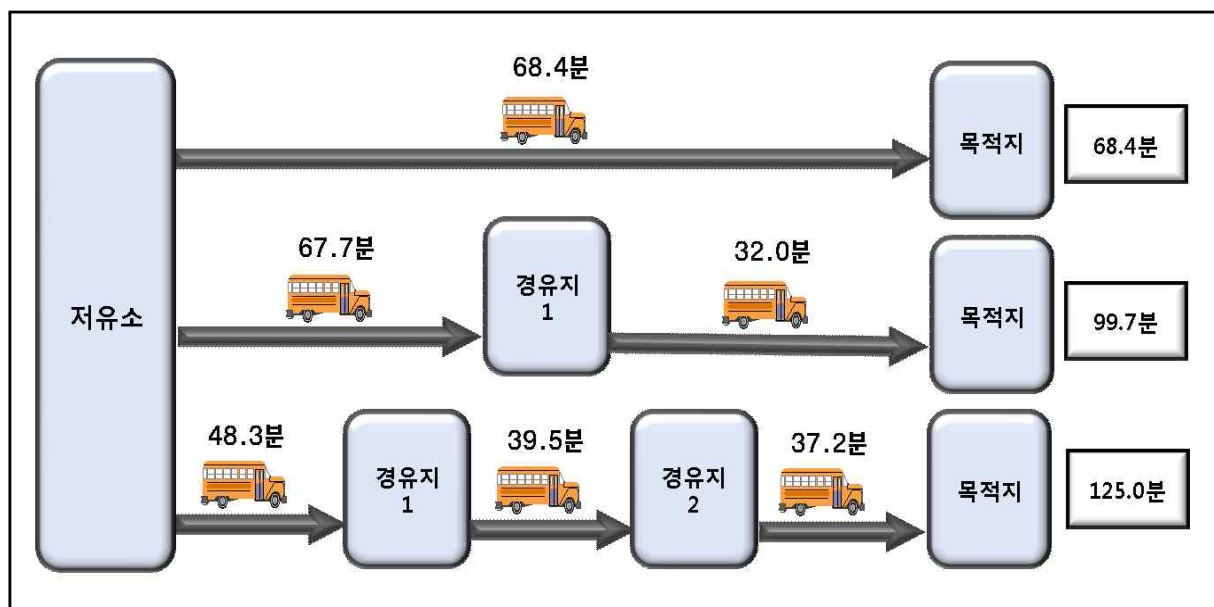 68.4분
목적지
68.4분
67.7분
경유지
1
32.0분
목적지
99.7분
저유소
48.3분
경유지
1
39.5분
경유지
2
37.2분
목적지
125.0분